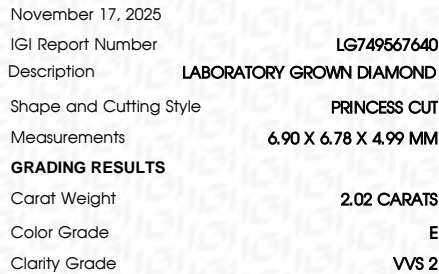 November 17, 2025
IGI Report Number LG749567640
Description LABORATORY GROWN DIAMOND
Shape and Cutting Style PRINCESS CUT
Measurements 6.90 X 6.78 X 4.99 MM
GRADING RESULTS
Carat Weight 2.02 CARATS
Color Grade E
Clarity Grade VVS 2